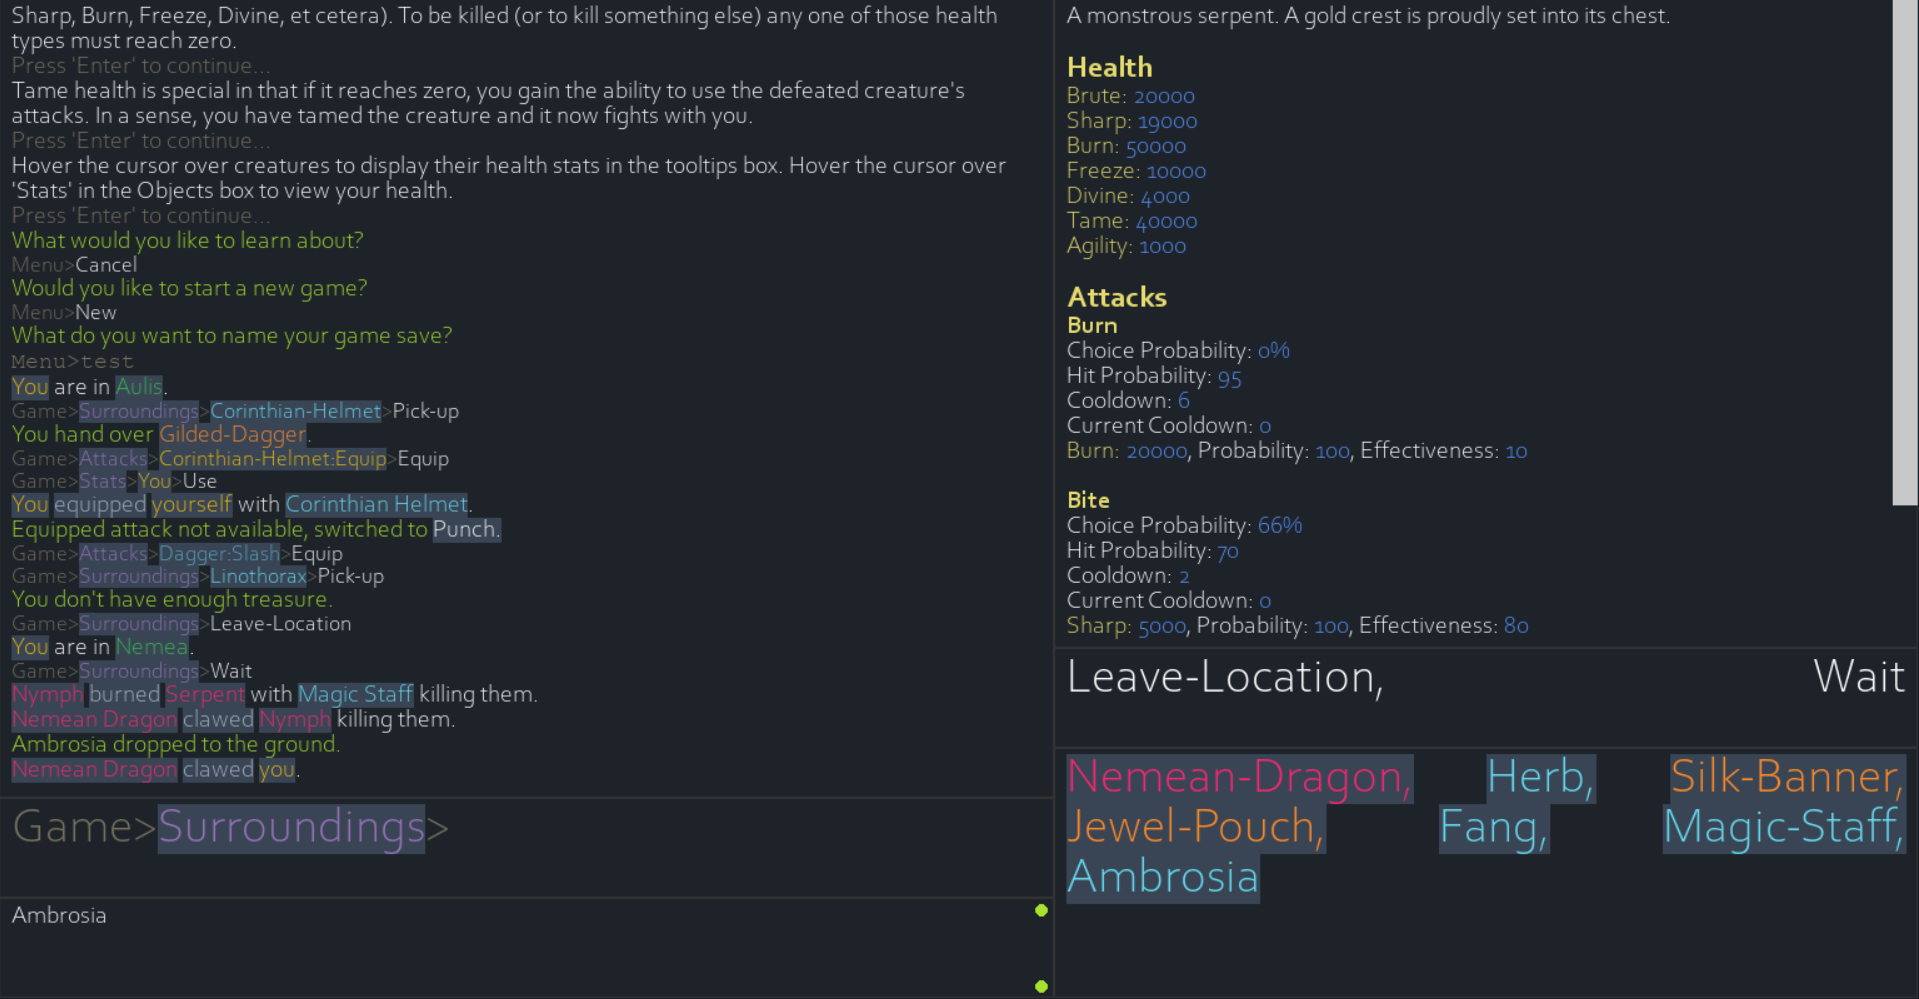 Sharp, Burn, Freeze, Divine, et cetera). To be killed (or to kill something else) any one of those health
types must reach zero.
Press 'Enter' to continue...
Tame health is special in that if it reaches zero, you gain the ability to use the defeated creature's
attacks. In a sense, you have tamed the creature and it now fights with you.
Press 'Enter' to continue...
Hover the cursor over creatures to display their health stats in the tooltips box. Hover the cursor over
'Stats' in the Objects box to view your health.
Press 'Enter' to continue...
What would you like to learn about?
Menu>Cancel
Would you like to start a new game?
Menu>New
What do you want to name your game save?
Menu>test
You are in Aulis.
Game>Surroundings>Corinthian-Helmet>Pick-up
You hand over Gilded-Dagger.
Game>Attacks>Corinthian-Helmet:Equip>Equip
Game>Stats>You>Use
You equipped yourself with Corinthian Helmet.
Equipped attack not available, switched to Punch.
Game>Attacks>Dagger:Slash>Equip
Game>Surroundings>Linothorax>Pick-up
You don't have enough treasure.
Game>Surroundings>Leave-Location
You are in Nemea.
Game>Surroundings>Wait
Nymph burned Serpent with Magic Staff killing them.
Nemean Dragon clawed Nymph killing them.
Ambrosia dropped to the ground.
Nemean Dragon clawed you.
Game>Surroundings>
Ambrosia
A monstrous serpent. A gold crest is proudly set into its chest.
Health
Brute: 20000
Sharp: 19000
Burn: 50000
Freeze: 10000
Divine: 4000
Tame: 40000
Agility: 1000
Attacks
Burn
Choice Probability: 0%
Hit Probability: 95
Cooldown: 6
Current Cooldown: 0
Burn: 20000, Probability: 100, Effectiveness: 10
Bite
Choice Probability: 66%
Hit Probability: 70
Cooldown: 2
Current Cooldown: 0
Sharp: 5000, Probability: 100, Effectiveness: 80
Leave-Location, Wait
Nemean-Dragon, Herb, Silk-Banner,
Jewel-Pouch, Fang, Magic-Staff,
Ambrosia